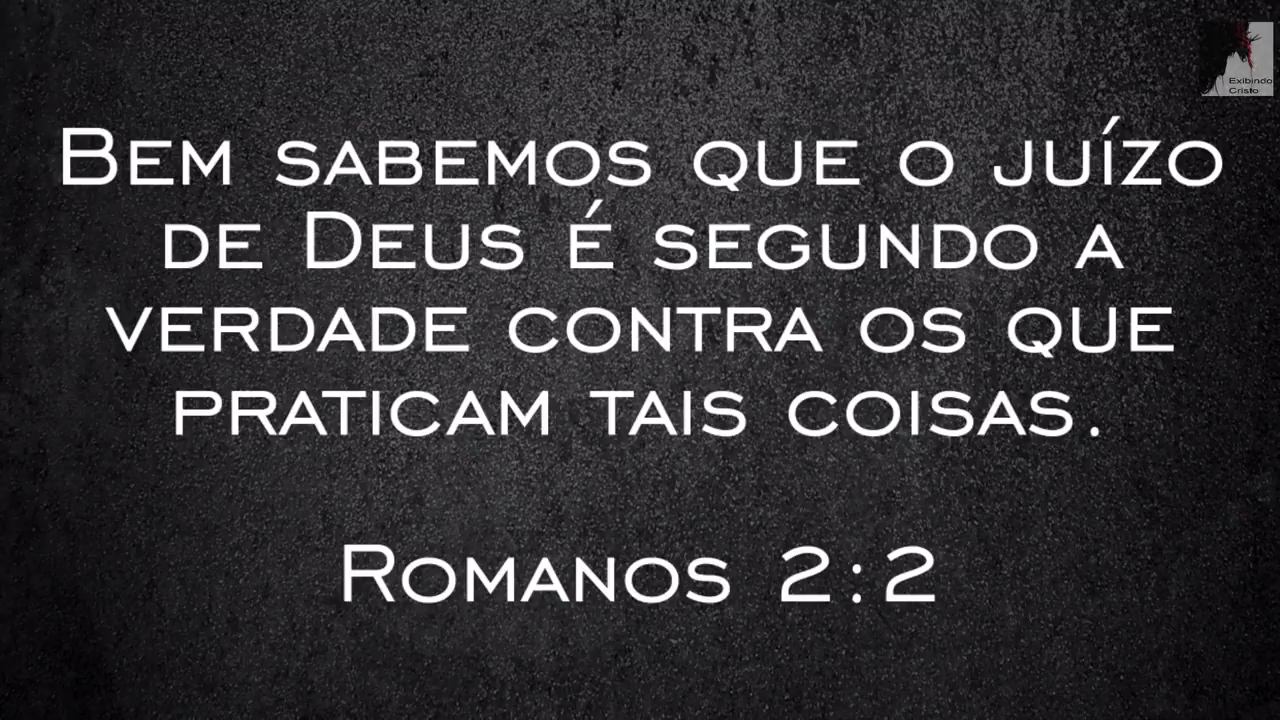 Exibindo
Cristo
Bem sabemos que o juízo
de Deus é segundo a
verdade contra os que
praticam tais coisas.
Romanos 2:2